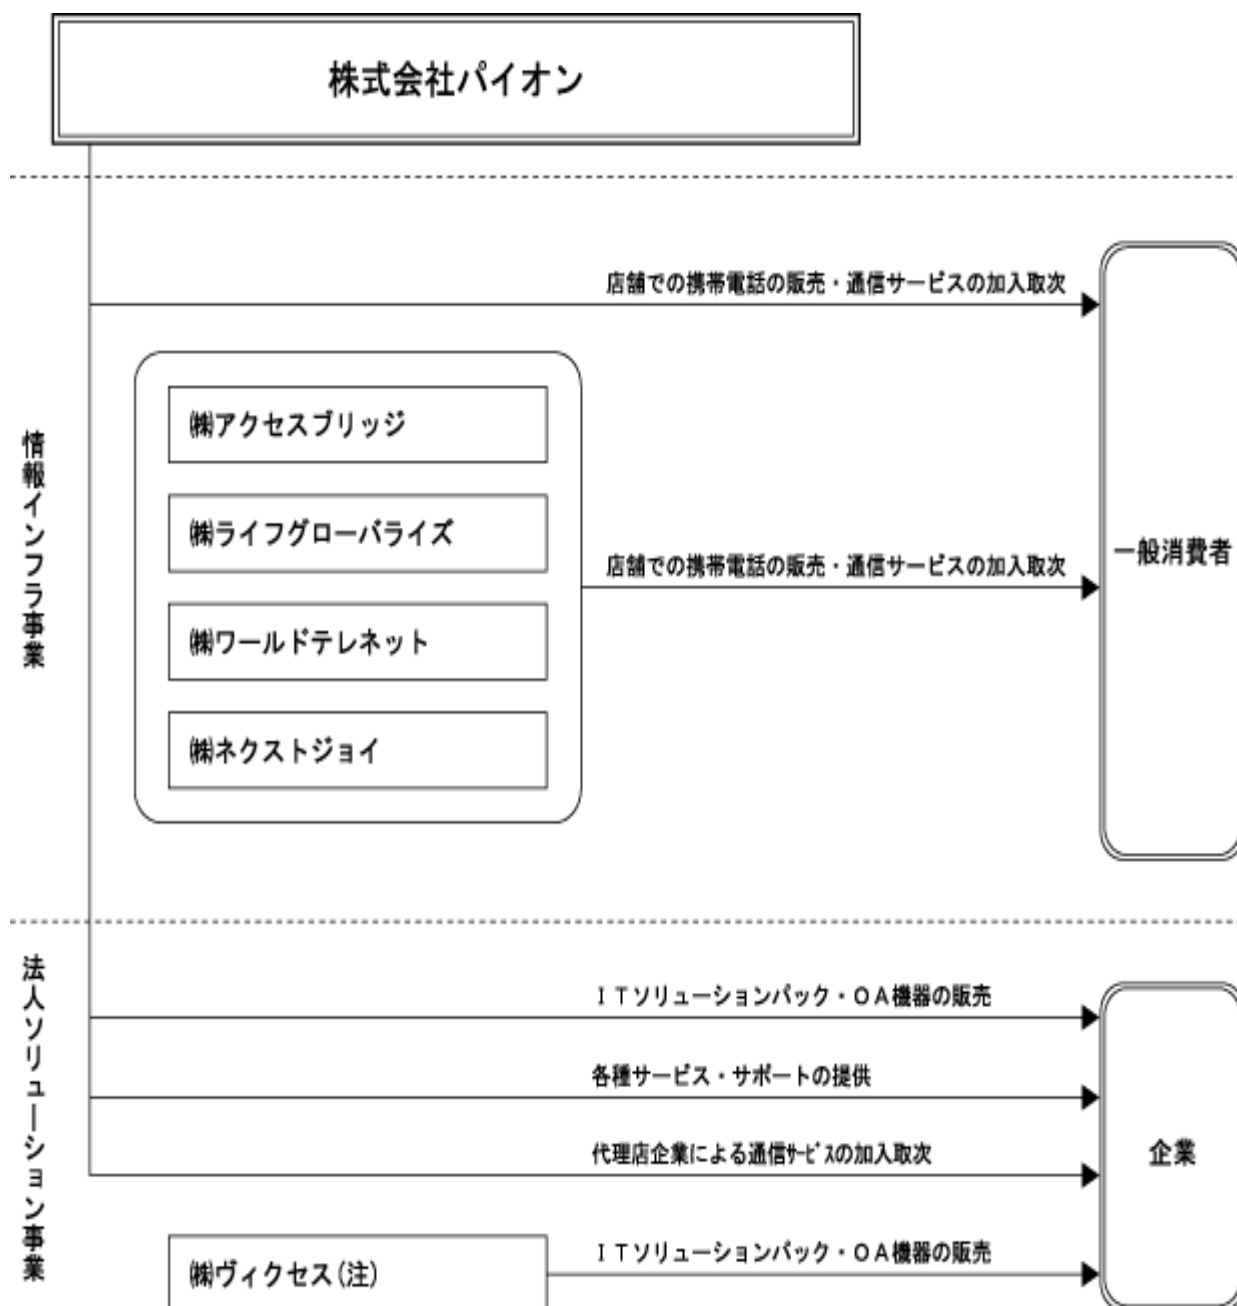 株式会社パイオン
情報インフラ事業
店舗での携帯電話の販売・通信サービスの加入取次
㈱アクセスブリッジ
㈱ライフグローバライズ
㈱ワールドテレネット
㈱ネクストジョイ
店舗での携帯電話の販売・通信サービスの加入取次
一般消費者
法人ソリューション事業
ITソリューションパック・OA機器の販売
各種サービス・サポートの提供
代理店企業による通信ｻｰﾋﾞｽの加入取次
㈱ヴィクセス(注)
ITソリューションパック・OA機器の販売
企業